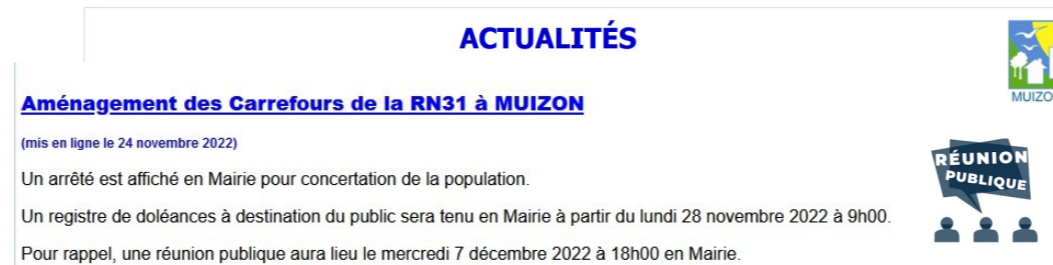 ACTUALITÉS
MUIZO
Aménagement des Carrefours de la RN31 à MUIZON
(mis en ligne le 24 novembre 2022)
Un arrêté est affiché en Mairie pour concertation de la population.
RÉUNION
PUBLIQUE
Un registre de doléances à destination du public sera tenu en Mairie à partir du lundi 28 novembre 2022 à 9h00.
Pour rappel, une réunion publique aura lieu le mercredi 7 décembre 2022 à 18h00 en Mairie.